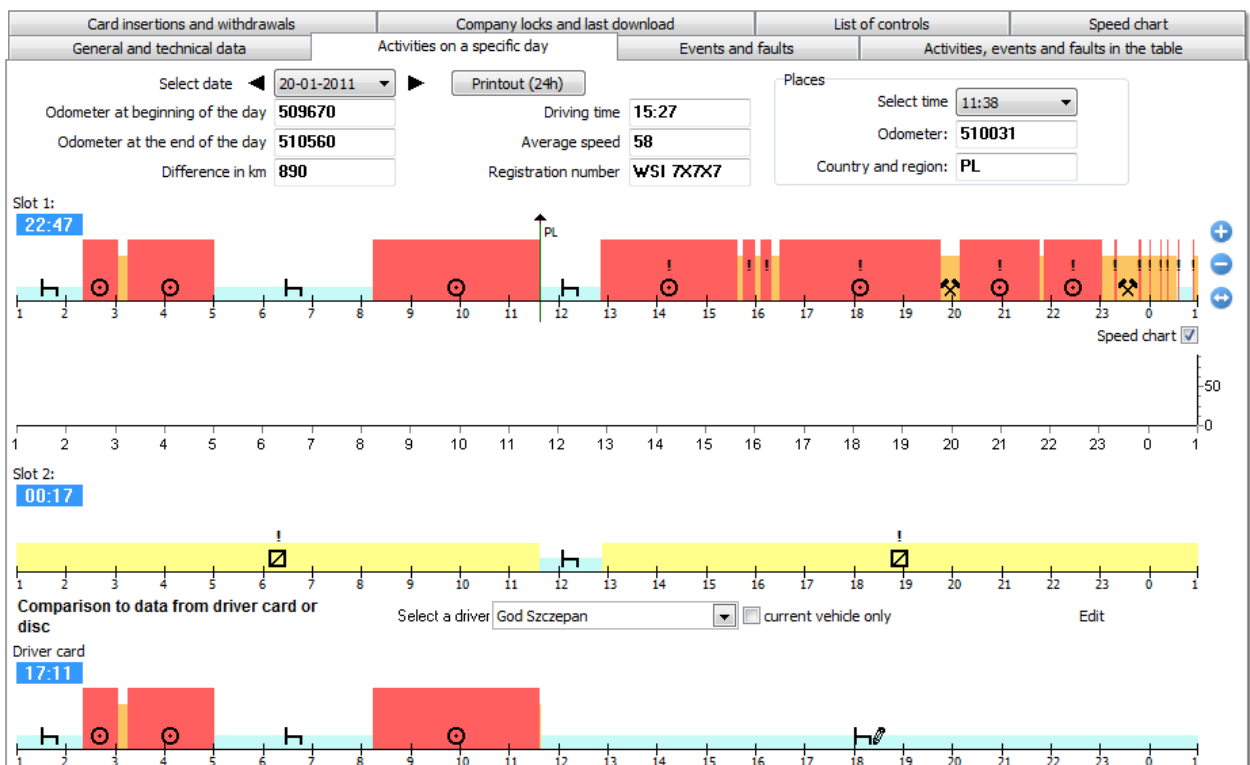 Card insertions and withdrawals Company locks and last download List of controls Speed chart
General and technical data Activities on a specific day Events and faults Activities, events and faults in the table
Select date 20-01-2011 Printout (24h) Places
Odometer at beginning of the day 509670 Driving time 15:27 Select time 11:38
Odometer at the end of the day 510560 Average speed 58 Odometer: 510031
Difference in km 890 Registration number WSI 7X7X7 Country and region: PL
Slot 1:
22:47
PL
! ! ! ! ! ! ! ! ! ! ! ! !
1 2 3 4 5 6 7 8 9 10 11 12 13 14 15 16 17 18 19 20 21 22 23 0 1
Speed chart
50
0
1 2 3 4 5 6 7 8 9 10 11 12 13 14 15 16 17 18 19 20 21 22 23 0 1
Slot 2:
00:17
! !
1 2 3 4 5 6 7 8 9 10 11 12 13 14 15 16 17 18 19 20 21 22 23 0 1
Comparison to data from driver card or
disc
Select a driver God Szczepan current vehicle only Edit
Driver card
17:11
1 2 3 4 5 6 7 8 9 10 11 12 13 14 15 16 17 18 19 20 21 22 23 0 1